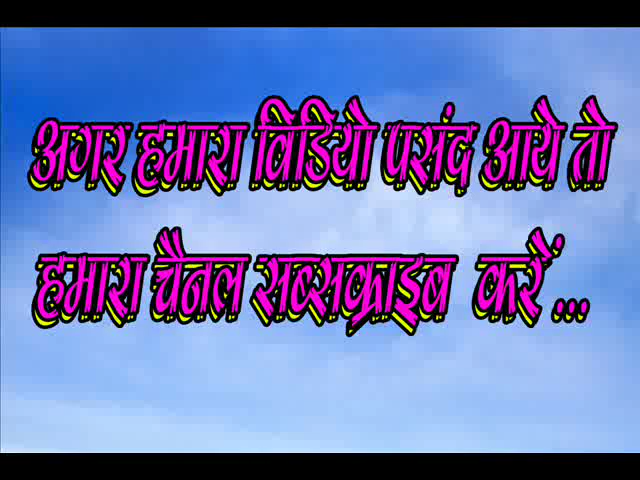 अगर हमारा विडियो पसंद आये तो
हमारा चैनल सब्सक्राइब करें ...